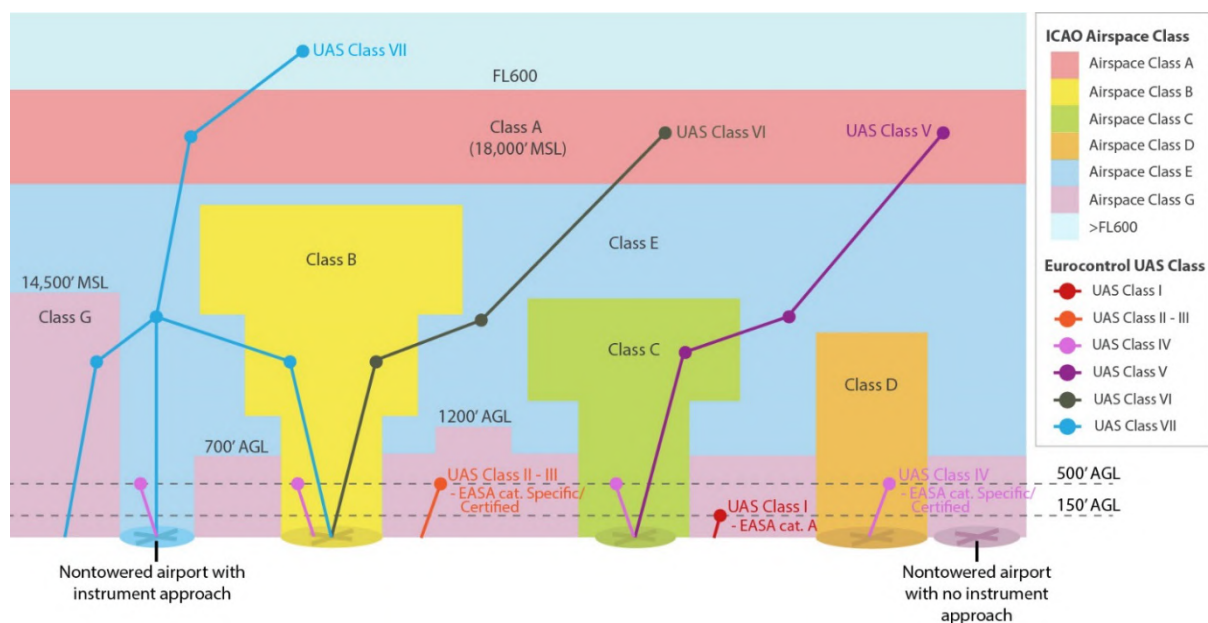 UAS Class VII
FL600
Class A
(18,000' MSL)
UAS Class VI
UAS Class V
Class B
Class E
14,500' MSL
Class G
Class C
Class D
1200' AGL
700' AGL
UAS Class II - III
- EASA cat. Specific/
Certified
UAS Class I
- EASA cat. A
UAS Class IV
- EASA cat. Specific/
Certified
500' AGL
150' AGL
Nontowered airport with
instrument approach
Nontowered airport
with no instrument
approach
ICAO Airspace Class
Airspace Class A
Airspace Class B
Airspace Class C
Airspace Class D
Airspace Class E
Airspace Class G
>FL600
Eurocontrol UAS Class
UAS Class I
UAS Class II - III
UAS Class IV
UAS Class V
UAS Class VI
UAS Class VII